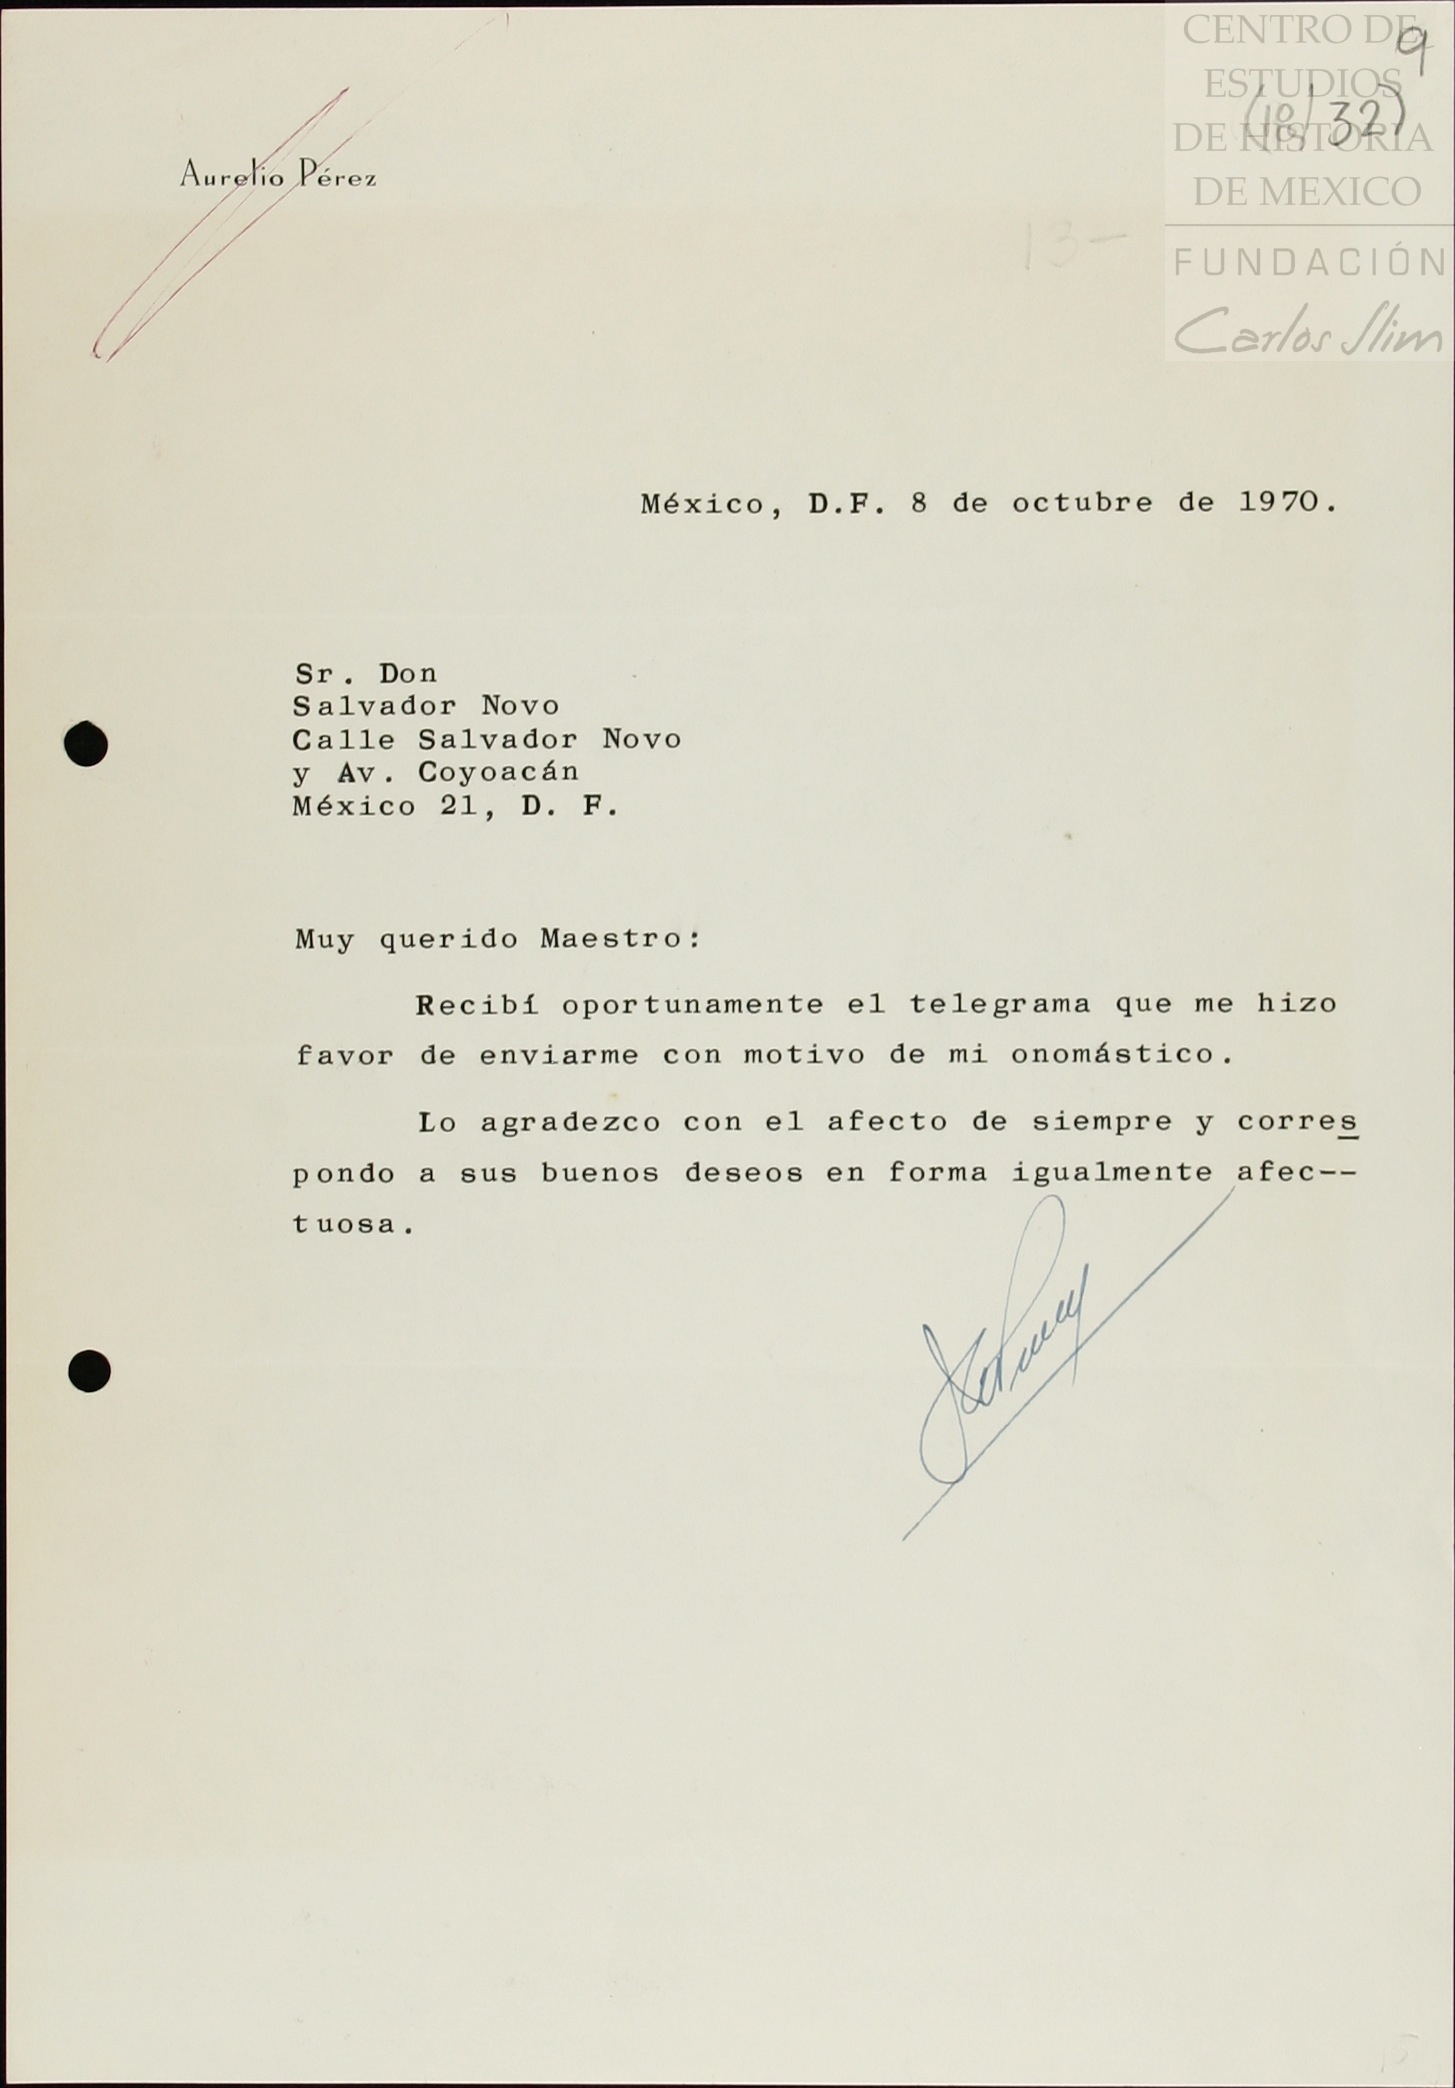 CENTRO DE
ESTUDIOS
DE HISTORIA
DE MEXICO
FUNDACIÓN
Carlos Slim
9
(18/32)
13-
Aurelio Pérez
México, D.F. 8 de octubre de 1970.
Sr. Don
Salvador Novo
Calle Salvador Novo
y Av. Coyoacán
México 21, D. F.
Muy querido Maestro:
Recibí oportunamente el telegrama que me hizo
favor de enviarme con motivo de mi onomástico.
Lo agradezco con el afecto de siempre y corres
pondo a sus buenos deseos en forma igualmente afec--
tuosa.